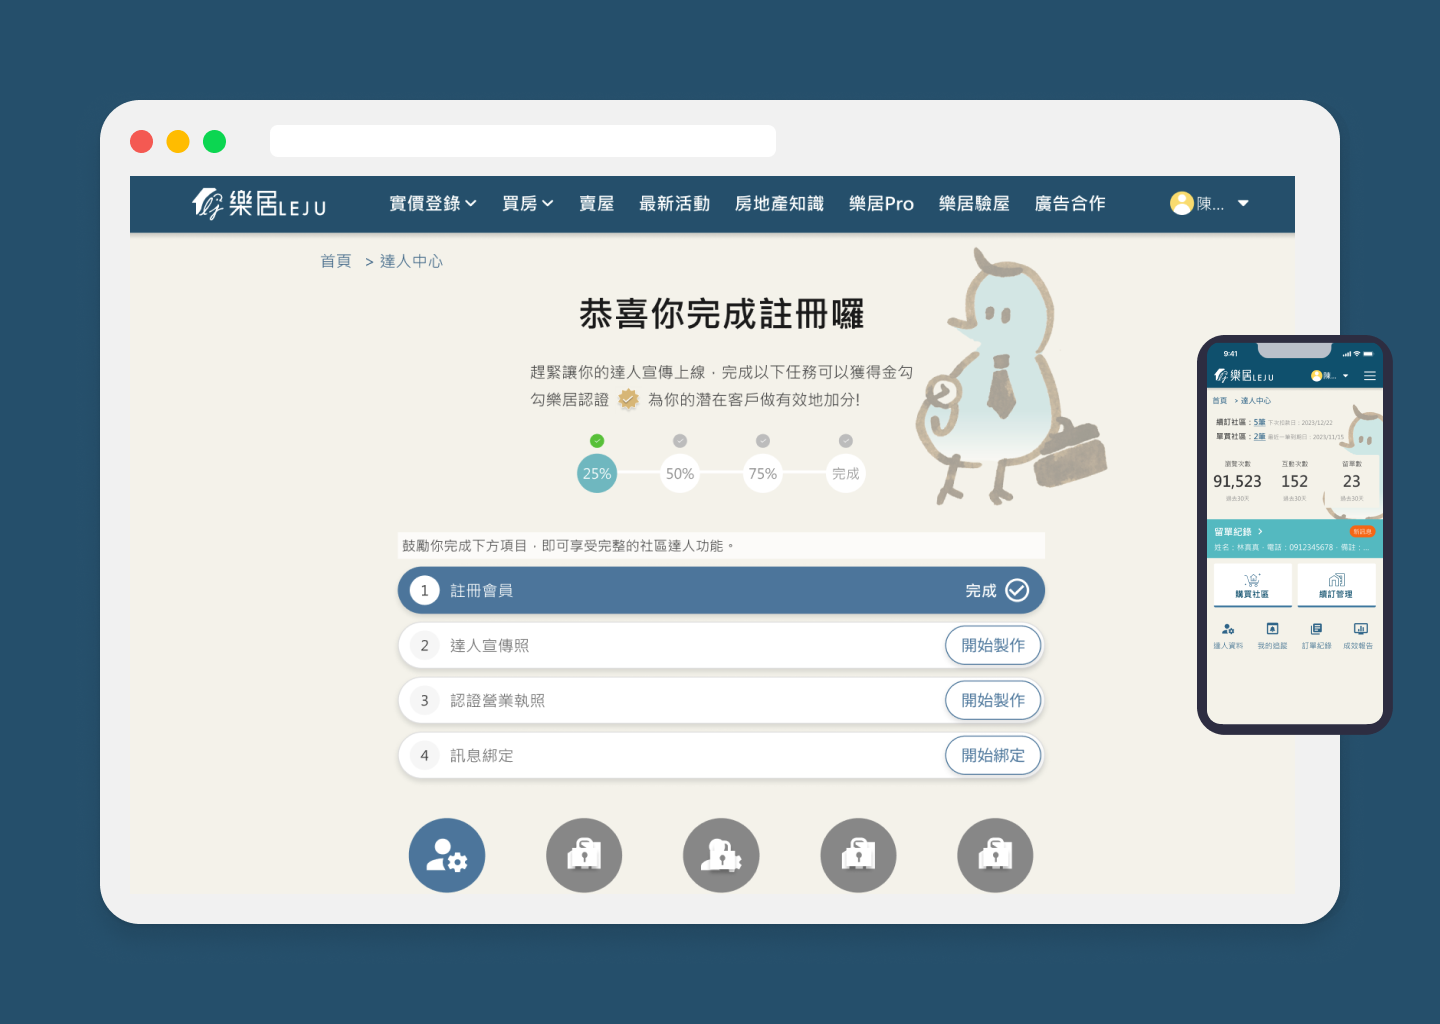 樂居LEJU 實價登錄 買房 賣屋 最新活動 房地產知識 樂居Pro 樂居驗屋 廣告合作 陳...
首頁 > 達人中心
恭喜你完成註冊囉
趕緊讓你的達人宣傳上線．完成以下任務可以獲得金勾
勾樂居認證 為你的潛在客戶做有效地加分!
25% 50% 75% 完成
鼓勵你完成下方項目，即可享受完整的社區達人功能。
1 註冊會員 完成
2 達人宣傳照 開始製作
3 認證營業執照 開始製作
4 訊息綁定 開始綁定
9:41
樂居LEJU 陳...
首頁 > 達人中心
續訂社區：5筆 下次扣款日：2023/12/22
單買社區：2筆 最近一筆到期日：2023/11/15
瀏覽次數 互動次數 留單數
91,523 152 23
過去30天 過去30天 過去30天
留單紀錄 > 新訊息
姓名：林真真．電話：0912345678．備註：...
購買社區 續訂管理
達人資料 我的追蹤 訂單紀錄 成效報告